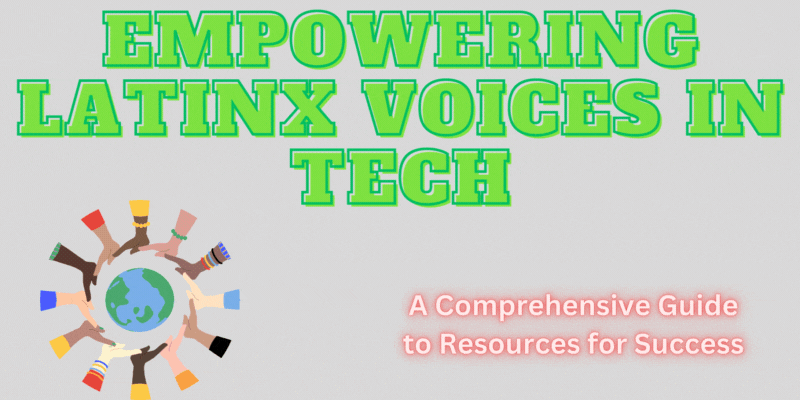 EMPOWERING
LATINX VOICES IN
TECH
A Comprehensive Guide
to Resources for Success